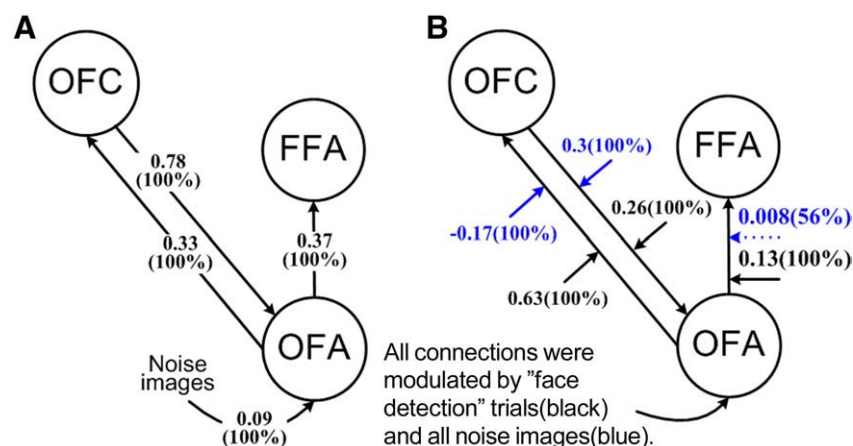 A
OFC
FFA
0.78
(100%)
0.33
(100%)
0.37
(100%)
OFA
Noise
images
0.09
(100%)
B
OFC
FFA
0.3(100%)
-0.17(100%)
0.26(100%)
0.008(56%)
0.13(100%)
0.63(100%)
OFA
All connections were
modulated by ”face
detection” trials(black)
and all noise images(blue).